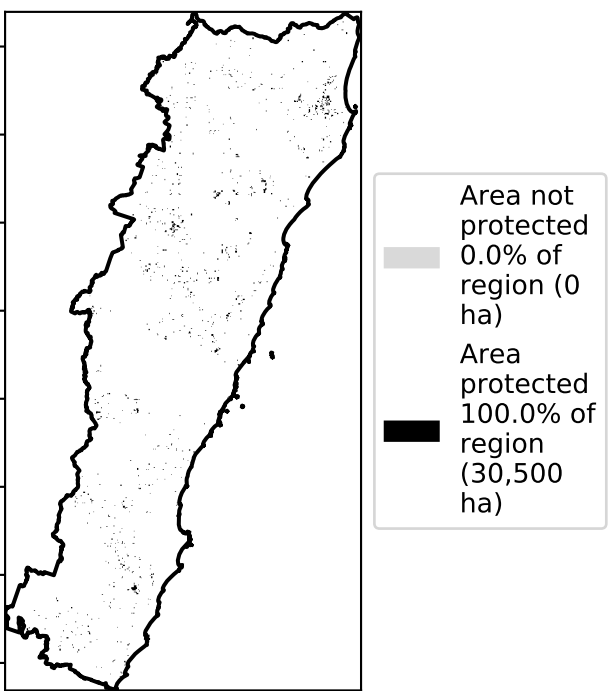 Area not
protected
0.0% of
region (0
ha)
Area
protected
100.0% of
region
(30,500
ha)